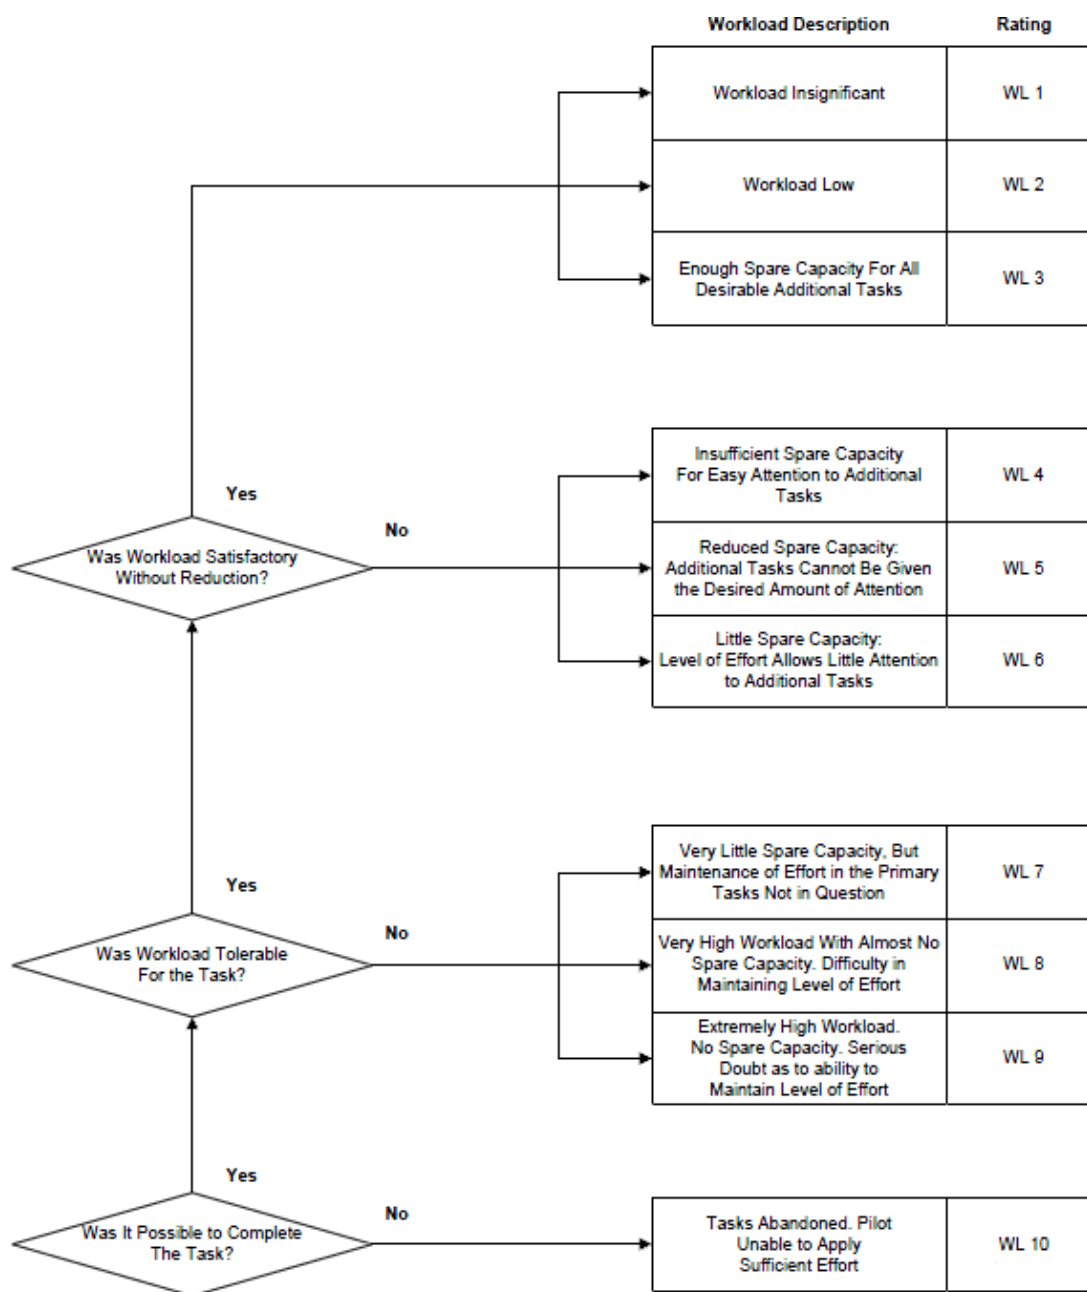 Workload Description Rating
Workload Insignificant WL 1
Workload Low WL 2
Enough Spare Capacity For All
Desirable Additional Tasks
WL 3
Insufficient Spare Capacity
For Easy Attention to Additional
Tasks
WL 4
Yes
No
Was Workload Satisfactory
Without Reduction?
Reduced Spare Capacity:
Additional Tasks Cannot Be Given
the Desired Amount of Attention
WL 5
Little Spare Capacity:
Level of Effort Allows Little Attention
to Additional Tasks
WL 6
Very Little Spare Capacity, But
Maintenance of Effort in the Primary
Tasks Not in Question
WL 7
Yes
No
Was Workload Tolerable
For the Task?
Very High Workload With Almost No
Spare Capacity. Difficulty in
Maintaining Level of Effort
WL 8
Extremely High Workload.
No Spare Capacity. Serious
Doubt as to ability to
Maintain Level of Effort
WL 9
Yes
No
Was It Possible to Complete
The Task?
Tasks Abandoned. Pilot
Unable to Apply
Sufficient Effort
WL 10